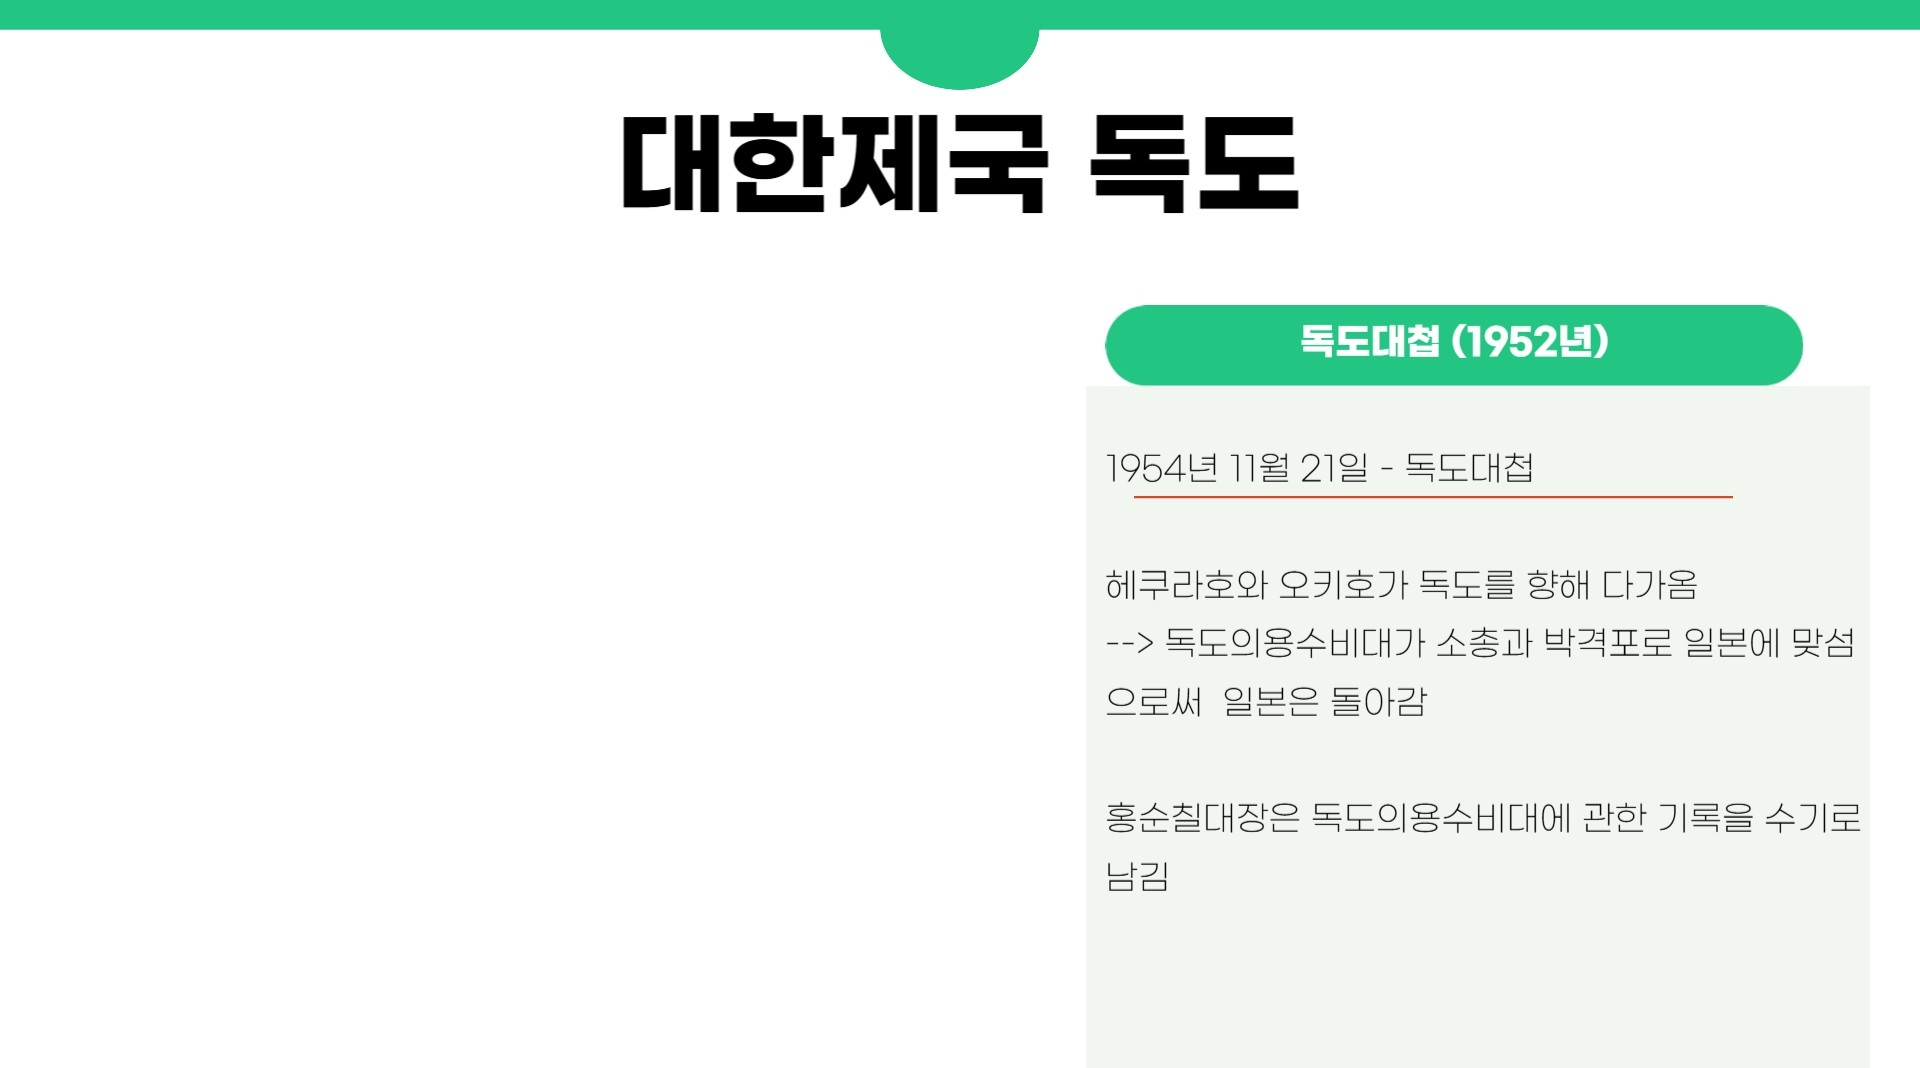 대한제국 독도
독도대첩 (1952년)
1954년 11월 21일 - 독도대첩
헤쿠라호와 오키호가 독도를 향해 다가옴
--> 독도의용수비대가 소총과 박격포로 일본에 맞섬
으로써  일본은 돌아감
홍순칠대장은 독도의용수비대에 관한 기록을 수기로
남김